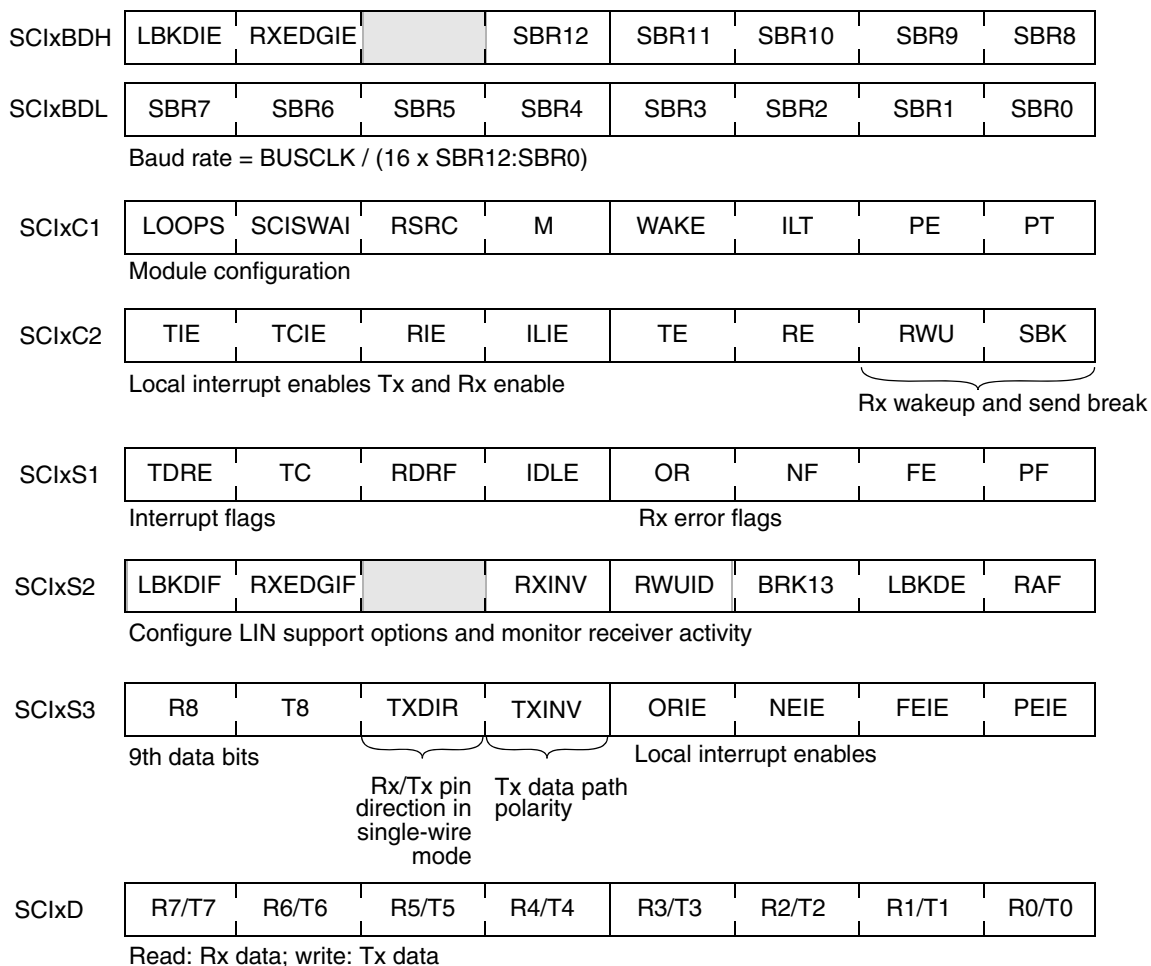 SCIxBDH LBKDIE RXEDGIE SBR12 SBR11 SBR10 SBR9 SBR8
SCIxBDL SBR7 SBR6 SBR5 SBR4 SBR3 SBR2 SBR1 SBR0
Baud rate = BUSCLK / (16 x SBR12:SBR0)
SCIxC1 LOOPS SCISWAI RSRC M WAKE ILT PE PT
Module configuration
SCIxC2 TIE TCIE RIE ILIE TE RE RWU SBK
Local interrupt enables Tx and Rx enable
Rx wakeup and send break
SCIxS1 TDRE TC RDRF IDLE OR NF FE PF
Interrupt flags Rx error flags
SCIxS2 LBKDIF RXEDGIF RXINV RWUID BRK13 LBKDE RAF
Configure LIN support options and monitor receiver activity
SCIxS3 R8 T8 TXDIR TXINV ORIE NEIE FEIE PEIE
9th data bits Local interrupt enables
Rx/Tx pin
direction in
single-wire
mode
Tx data path
polarity
SCIxD R7/T7 R6/T6 R5/T5 R4/T4 R3/T3 R2/T2 R1/T1 R0/T0
Read: Rx data; write: Tx data